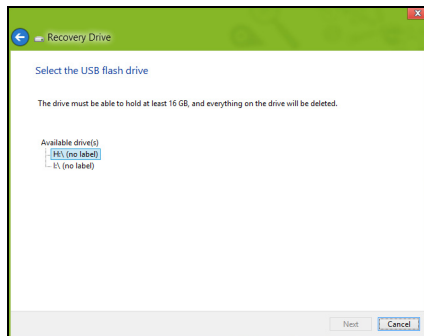 x
Recovery Drive
Select the USB flash drive
The drive must be able to hold at least 16 GB, and everything on the drive will be deleted.
Available drive(s)
H:\ (no label)
I:\ (no label)
Next Cancel